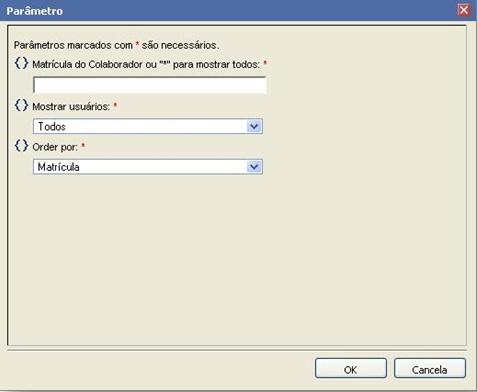 Parâmetro
Parâmetros marcados com * são necessários.
{} Matrícula do Colaborador ou "*" para mostrar todos: *
{} Mostrar usuários: *
Todos
{} Order por: *
Matrícula
OK
Cancela